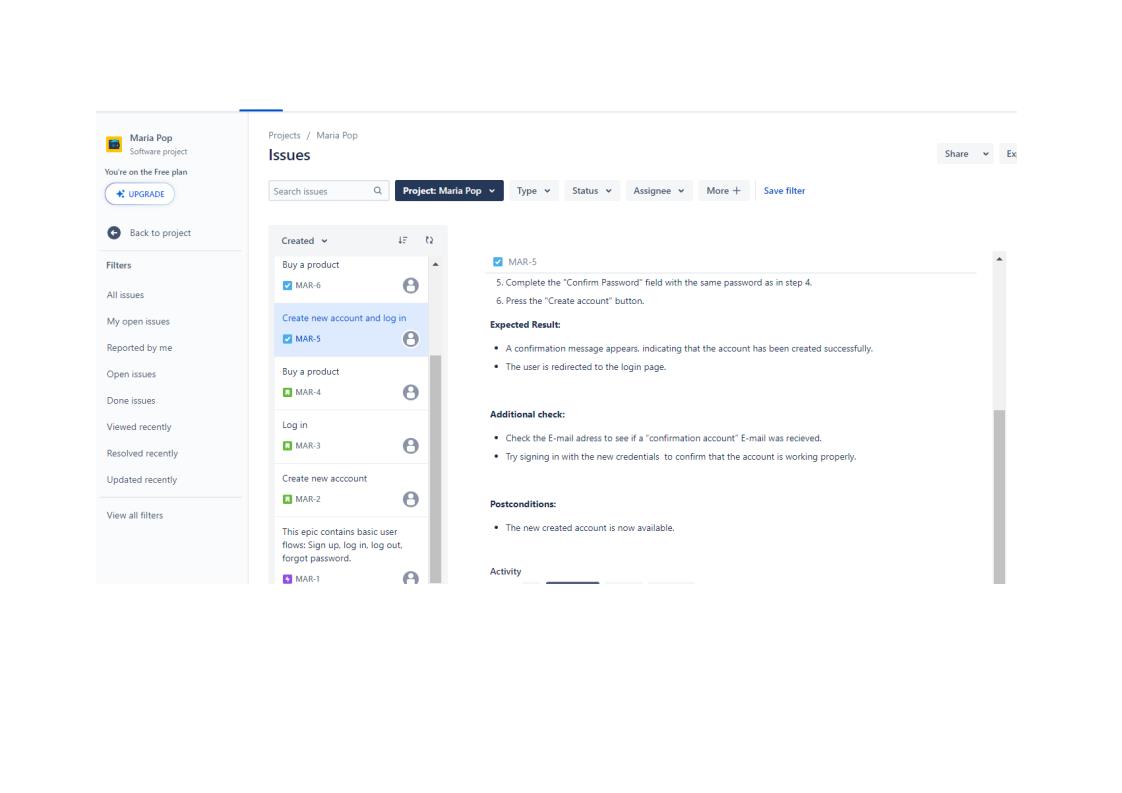 Maria Pop
Software project
You're on the Free plan
UPGRADE
Back to project
Filters
All issues
My open issues
Reported by me
Open issues
Done issues
Viewed recently
Resolved recently
Updated recently
View all filters
Projects / Maria Pop
Issues
Share
Search issues
Project: Maria Pop
Type
Status
Assignee
More +
Save filter
Created
Buy a product
MAR-6
Create new account and log in
MAR-5
Buy a product
MAR-4
Log in
MAR-3
Create new acccount
MAR-2
This epic contains basic user
flows: Sign up, log in, log out,
forgot password.
MAR-1
MAR-5
5. Complete the "Confirm Password" field with the same password as in step 4.
6. Press the "Create account" button.
Expected Result:
• A confirmation message appears, indicating that the account has been created successfully.
• The user is redirected to the login page.
Additional check:
• Check the E-mail adress to see if a "confirmation account" E-mail was recieved.
• Try signing in with the new credentials to confirm that the account is working properly.
Postconditions:
• The new created account is now available.
Activity